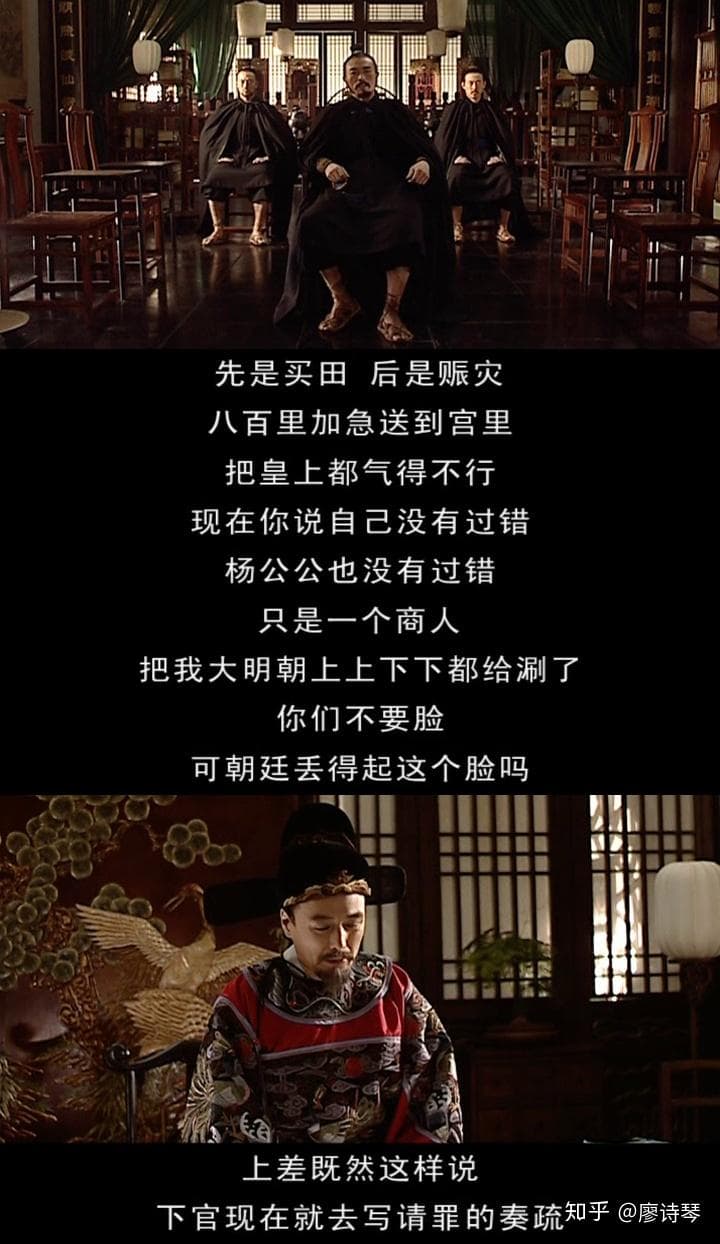 先是买田 后是赈灾
八百里加急送到宫里
把皇上都气得不行
现在你说自己没有过错
杨公公也没有过错
只是一个商人
把我大明朝上上下下都给涮了
你们不要脸
可朝廷丢得起这个脸吗
上差既然这样说
下官现在就去写请罪的奏疏
知乎 @廖诗琴